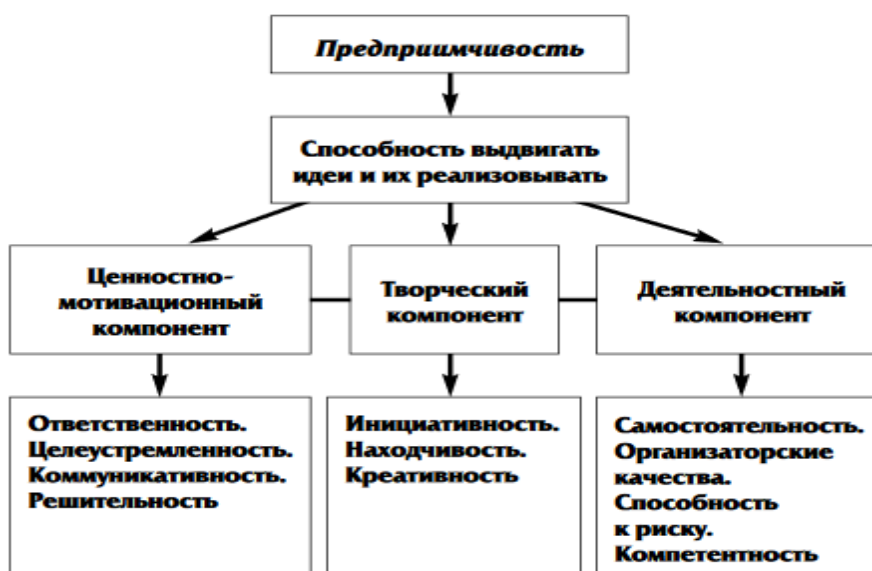 Предприимчивость
Способность выдвигать
идеи и их реализовывать
Ценностно-
мотивационный
компонент
Творческий
компонент
Деятельностный
компонент
Ответственность.
Целеустремленность.
Коммуникативность.
Решительность
Инициативность.
Находчивость.
Креативность
Самостоятельность.
Организаторские
качества.
Способность
к риску.
Компетентность